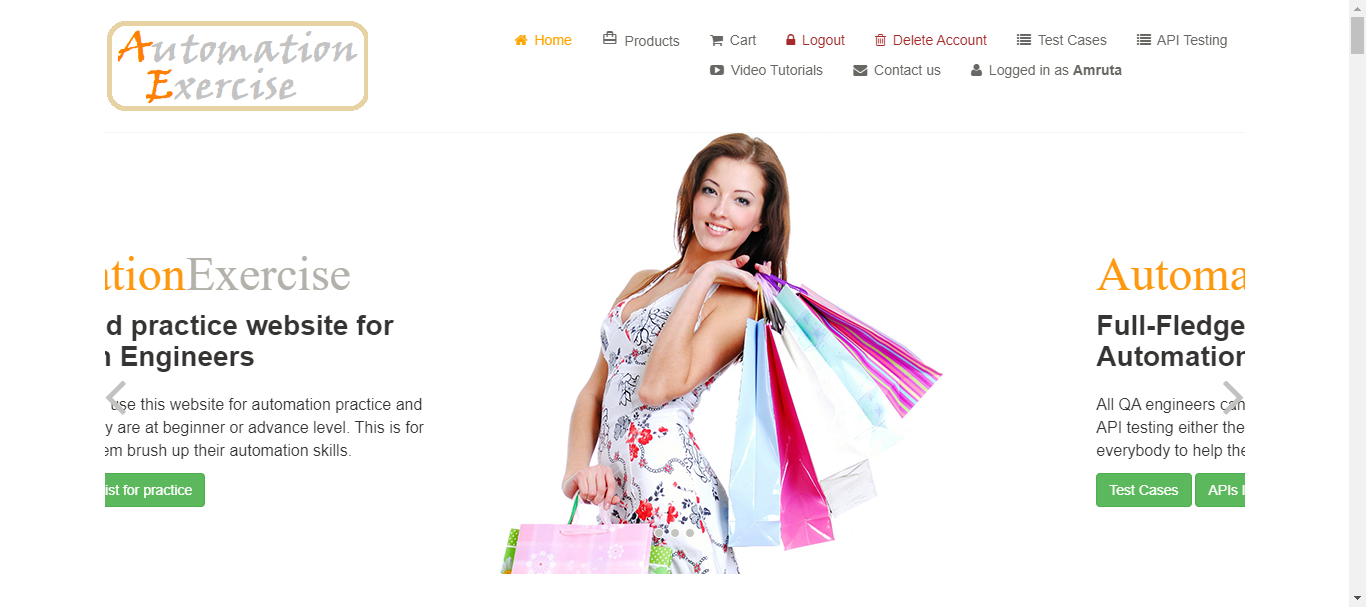 Automation
Exercise
Home
Products
Cart
Logout
Delete Account
Test Cases
API Testing
Video Tutorials
Contact us
Logged in as Amruta
ationExercise
d practice website for
n Engineers
use this website for automation practice and
y are at beginner or advance level. This is for
em brush up their automation skills.
ist for practice
Automa
Full-Fledge
Automation
All QA engineers can
API testing either the
everybody to help the
Test Cases
APIs l